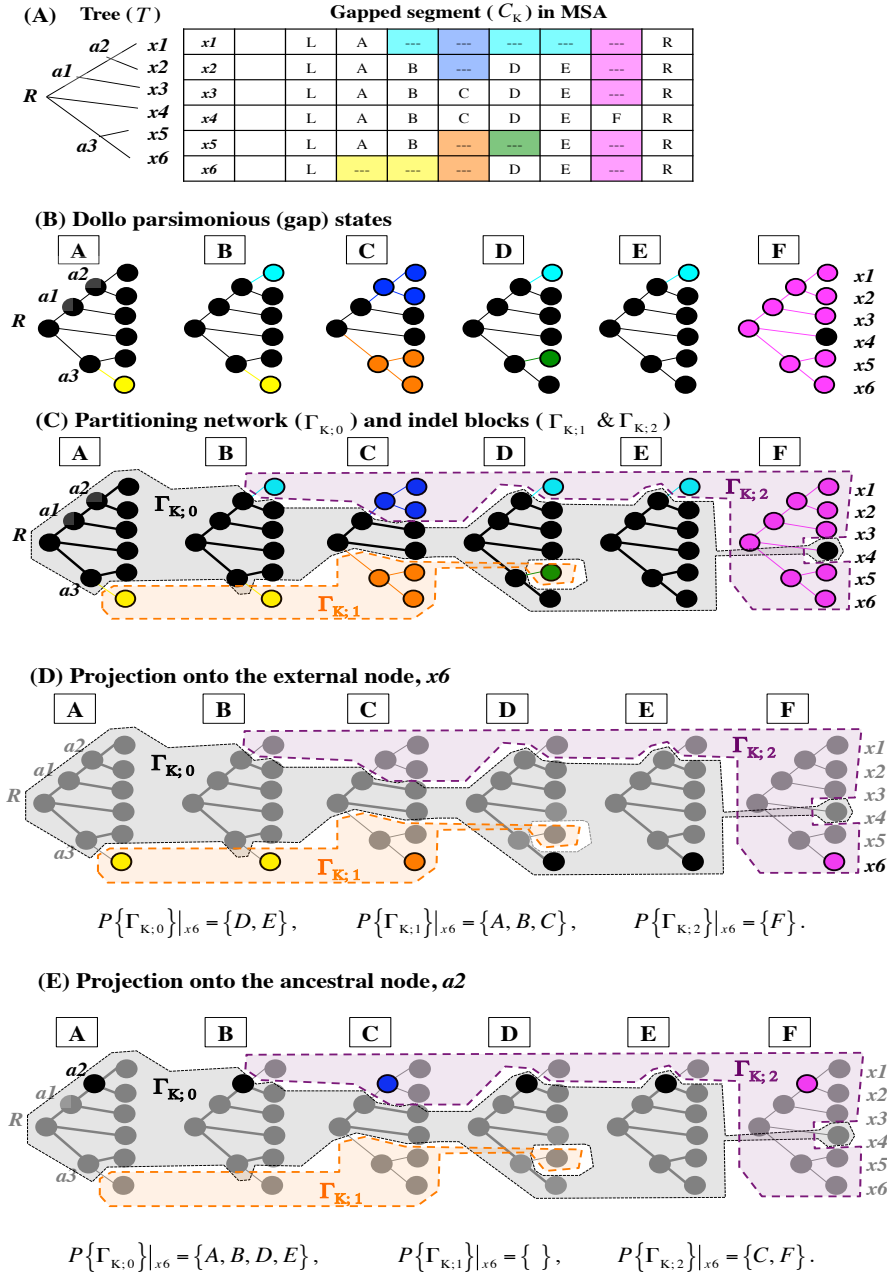 (A) Tree (T) Gapped segment (C_K) in MSA
R a1 a2 a3 x1 x2 x3 x4 x5 x6
x1 L A --- --- --- --- --- R
x2 L A B --- D E --- R
x3 L A B C D E --- R
x4 L A B C D E F R
x5 L A B --- --- E --- R
x6 L --- --- --- D E --- R
(B) Dollo parsimonious (gap) states
A B C D E F
R a1 a2 a3 x1 x2 x3 x4 x5 x6
(C) Partitioning network (Γ_K;0) and indel blocks (Γ_K;1 & Γ_K;2)
A B C D E F
R a1 a2 a3 Γ_K;0 Γ_K;1 Γ_K;2 x1 x2 x3 x4 x5 x6
(D) Projection onto the external node, x6
A B C D E F
R a1 a2 a3 Γ_K;0 Γ_K;1 Γ_K;2 x1 x2 x3 x4 x5 x6
P{Γ_K;0}|_x6 = {D, E}, P{Γ_K;1}|_x6 = {A, B, C}, P{Γ_K;2}|_x6 = {F}.
(E) Projection onto the ancestral node, a2
A B C D E F
R a1 a2 a3 Γ_K;0 Γ_K;1 Γ_K;2 x1 x2 x3 x4 x5 x6
P{Γ_K;0}|_x6 = {A, B, D, E}, P{Γ_K;1}|_x6 = { }, P{Γ_K;2}|_x6 = {C, F}.